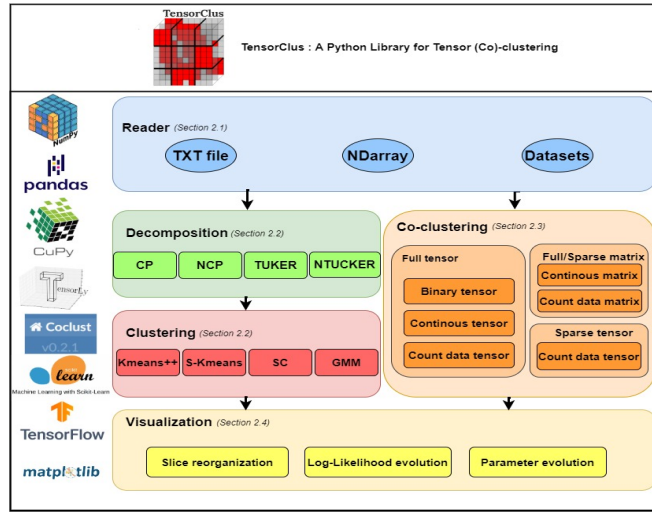 TensorClus
TensorClus : A Python Library for Tensor (Co)-clustering
NumPy
pandas
CuPy
TensorLy
Coclust
v0.2.1
learn
Machine Learning with Scikit-Learn
TensorFlow
matplotlib
Reader (Section 2.1)
TXT file
NDarray
Datasets
Decomposition (Section 2.2)
CP
NCP
TUKER
NTUCKER
Clustering (Section 2.2)
Kmeans++
S-Kmeans
SC
GMM
Co-clustering (Section 2.3)
Full tensor
Binary tensor
Continous tensor
Count data tensor
Full/Sparse matrix
Continous matrix
Count data matrix
Sparse tensor
Count data tensor
Visualization (Section 2.4)
Slice reorganization
Log-Likelihood evolution
Parameter evolution